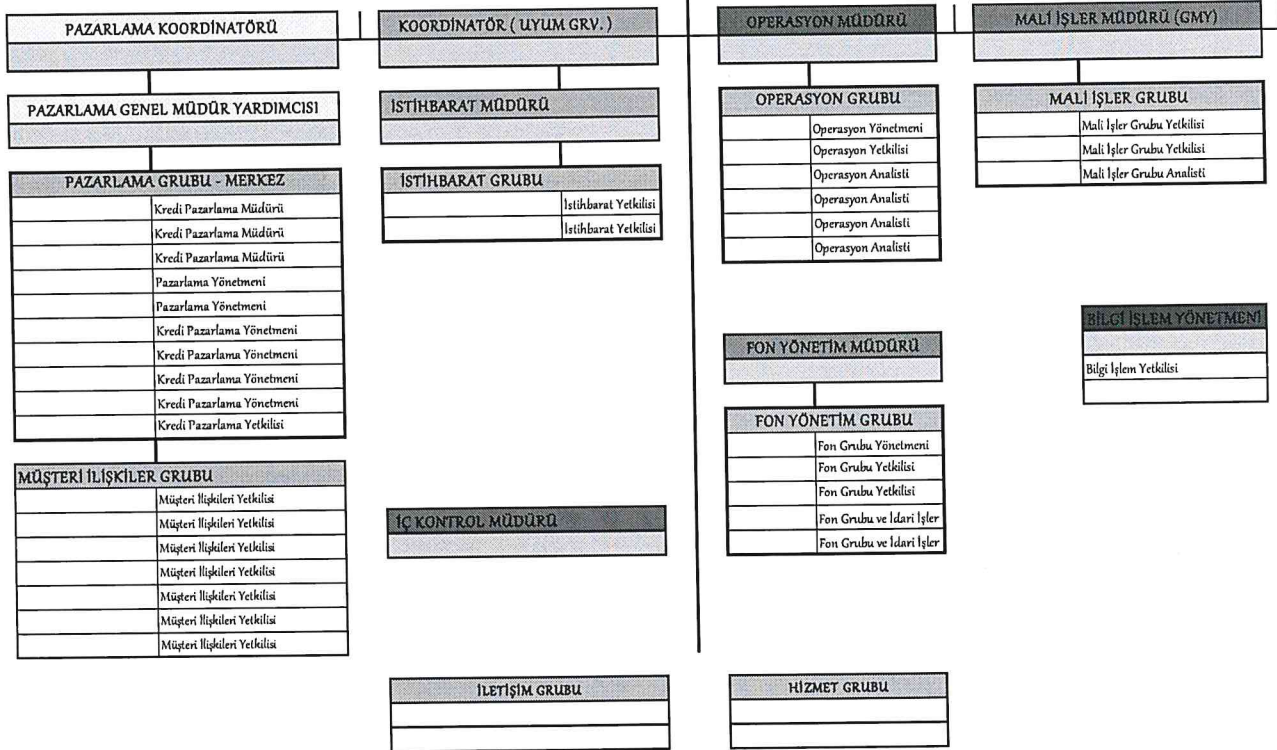 PAZARLAMA KOORDİNATÖRÜ
PAZARLAMA GENEL MÜDÜR YARDIMCISI
PAZARLAMA GRUBU - MERKEZ
Kredi Pazarlama Müdürü
Kredi Pazarlama Müdürü
Kredi Pazarlama Müdürü
Pazarlama Yönetmeni
Pazarlama Yönetmeni
Kredi Pazarlama Yönetmeni
Kredi Pazarlama Yönetmeni
Kredi Pazarlama Yönetmeni
Kredi Pazarlama Yönetmeni
Kredi Pazarlama Yetkilisi
MÜŞTERİ İLİŞKİLER GRUBU
Müşteri İlişkileri Yetkilisi
Müşteri İlişkileri Yetkilisi
Müşteri İlişkileri Yetkilisi
Müşteri İlişkileri Yetkilisi
Müşteri İlişkileri Yetkilisi
Müşteri İlişkileri Yetkilisi
Müşteri İlişkileri Yetkilisi
KOORDİNATÖR ( UYUM GRV. )
İSTİHBARAT MÜDÜRÜ
İSTİHBARAT GRUBU
İstihbarat Yetkilisi
İstihbarat Yetkilisi
İÇ KONTROL MÜDÜRÜ
İLETİŞİM GRUBU
OPERASYON MÜDÜRÜ
OPERASYON GRUBU
Operasyon Yönetmeni
Operasyon Yetkilisi
Operasyon Analisti
Operasyon Analisti
Operasyon Analisti
Operasyon Analisti
FON YÖNETİM MÜDÜRÜ
FON YÖNETİM GRUBU
Fon Grubu Yönetmeni
Fon Grubu Yetkilisi
Fon Grubu Yetkilisi
Fon Grubu ve İdari İşler
Fon Grubu ve İdari İşler
HİZMET GRUBU
MALİ İŞLER MÜDÜRÜ (GMY)
MALİ İŞLER GRUBU
Mali İşler Grubu Yetkilisi
Mali İşler Grubu Yetkilisi
Mali İşler Grubu Analisti
BİLGİ İŞLEM YÖNETMENİ
Bilgi İşlem Yetkilisi